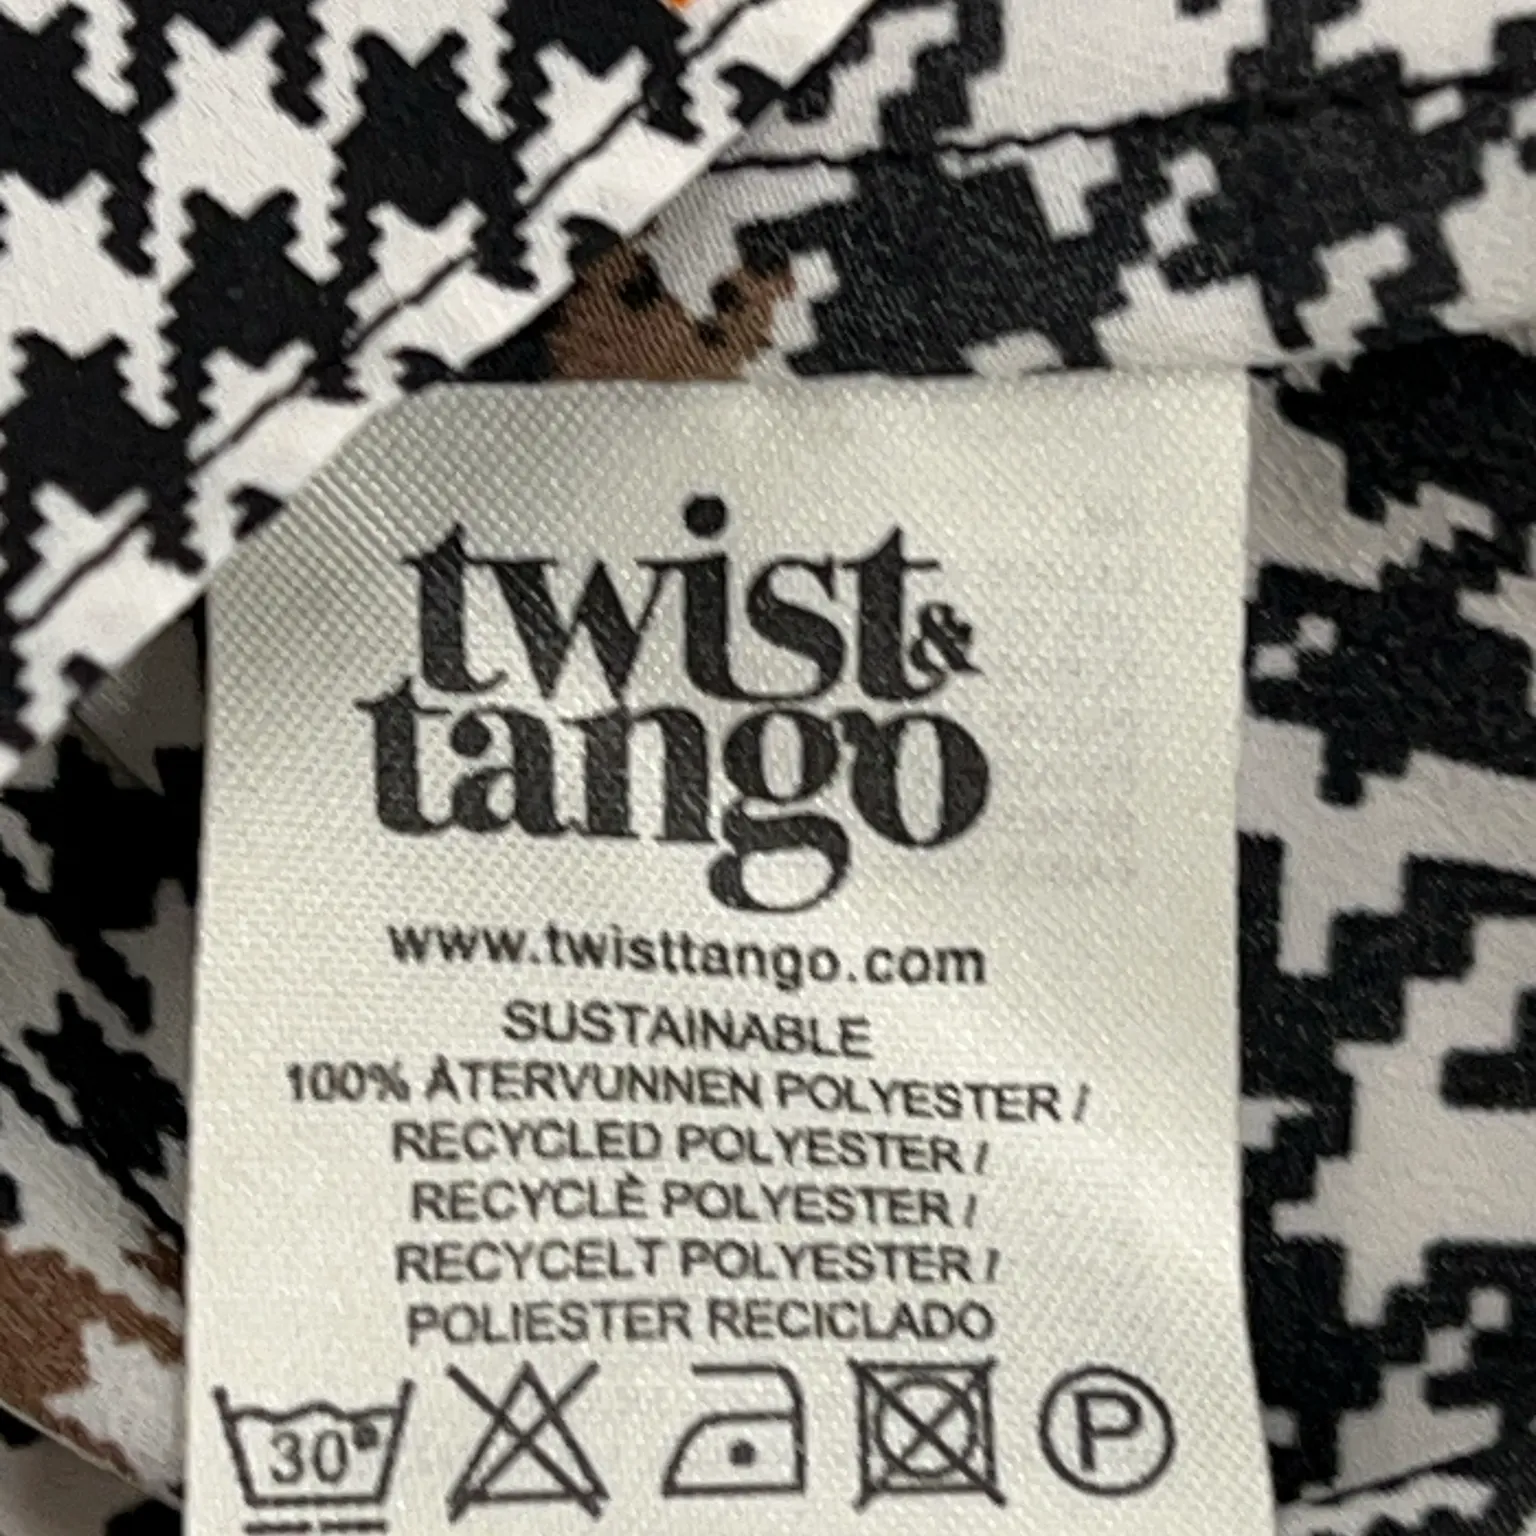 twist &
tango
www.twisttango.com
SUSTAINABLE
100% ÅTERVUNNEN POLYESTER /
RECYCLED POLYESTER /
RECYCLÈ POLYESTER /
RECYCELT POLYESTER /
POLIESTER RECICLADO
30° P